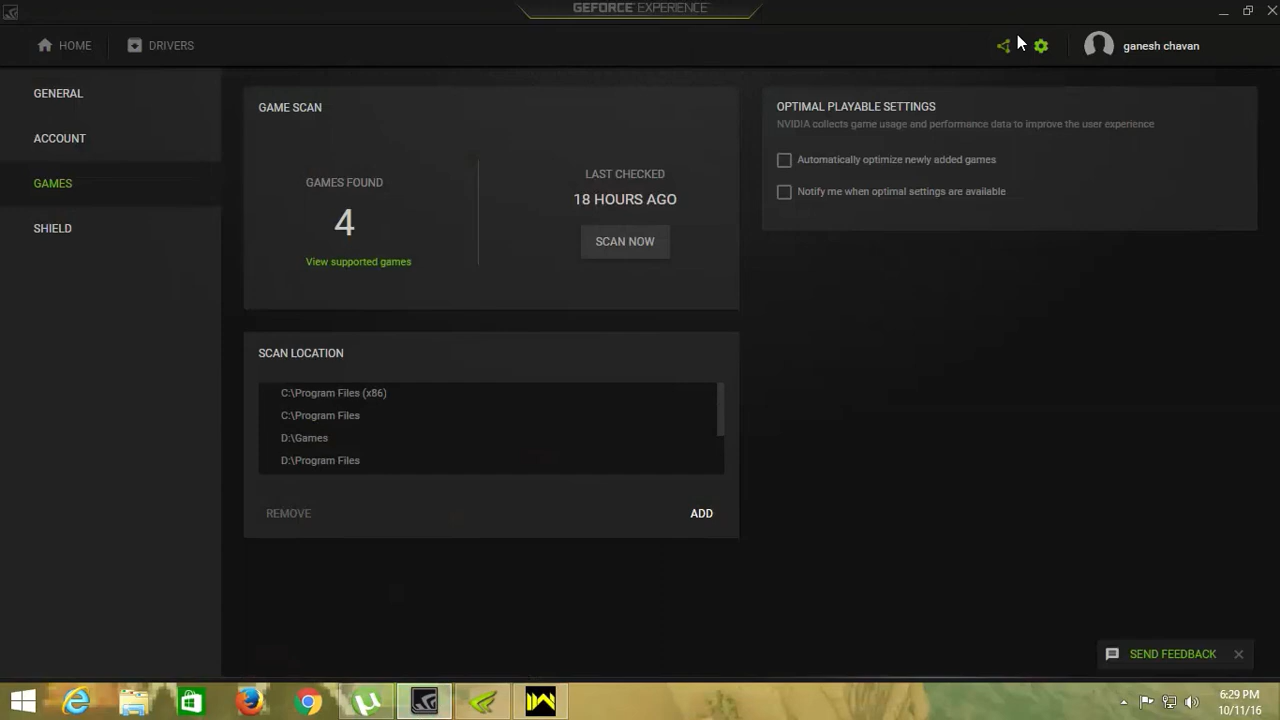 GEFORCE EXPERIENCE
HOME
DRIVERS
ganesh chavan
GENERAL
ACCOUNT
GAMES
SHIELD
GAME SCAN
GAMES FOUND
4
View supported games
LAST CHECKED
18 HOURS AGO
SCAN NOW
SCAN LOCATION
C:\Program Files (x86)
C:\Program Files
D:\Games
D:\Program Files
REMOVE
ADD
OPTIMAL PLAYABLE SETTINGS
NVIDIA collects game usage and performance data to improve the user experience
Automatically optimize newly added games
Notify me when optimal settings are available
SEND FEEDBACK
6:29 PM
10/11/16